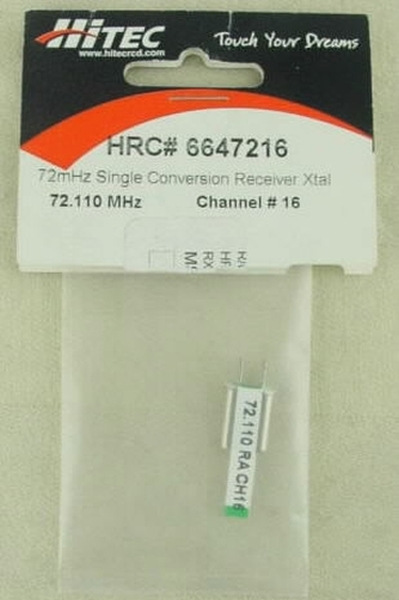 HiTEC
www.hitecrcd.com
Touch Your Dreams
HRC# 6647216
72mHz Single Conversion Receiver Xtal
72.110 MHz Channel # 16
RX
72.110 RA CH16